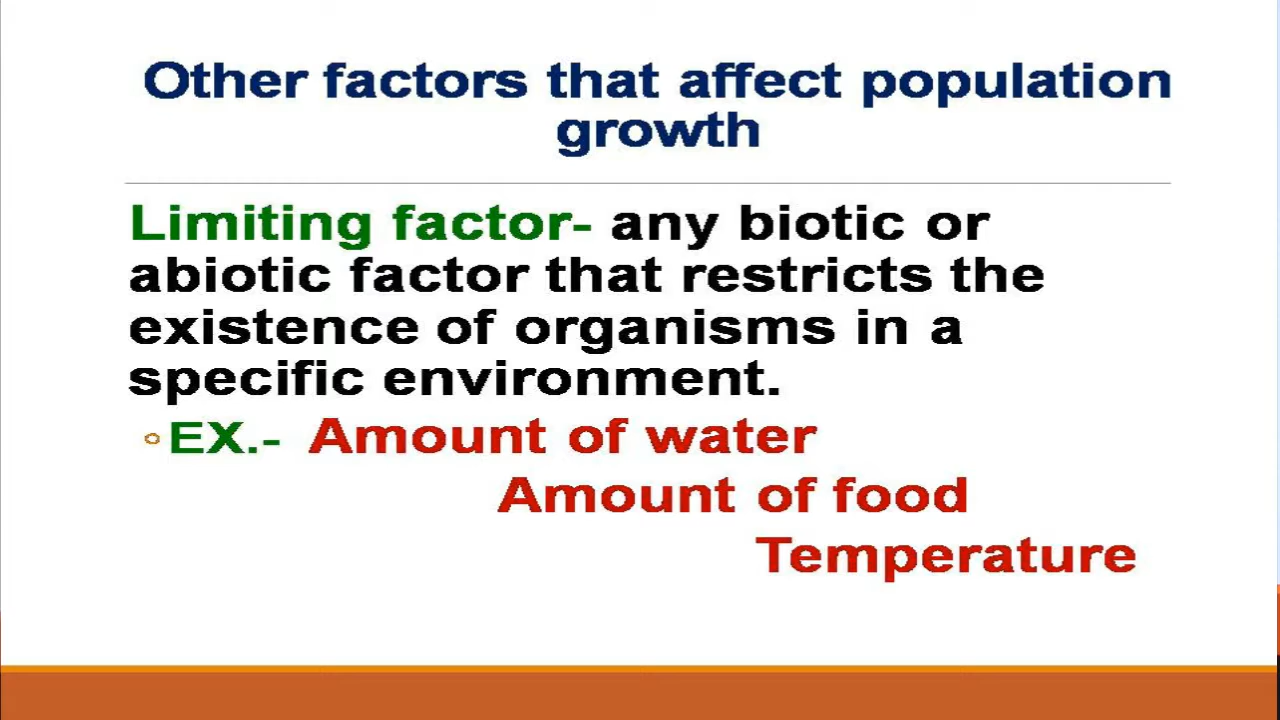 Other factors that affect population
growth
Limiting factor- any biotic or
abiotic factor that restricts the
existence of organisms in a
specific environment.
◦EX.- Amount of water
Amount of food
Temperature